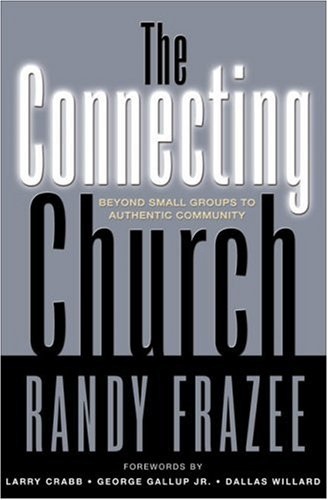 The
Connecting
BEYOND SMALL GROUPS TO
AUTHENTIC COMMUNITY
Church
RANDY FRAZEE
FOREWORDS BY
LARRY CRABB • GEORGE GALLUP JR. • DALLAS WILLARD